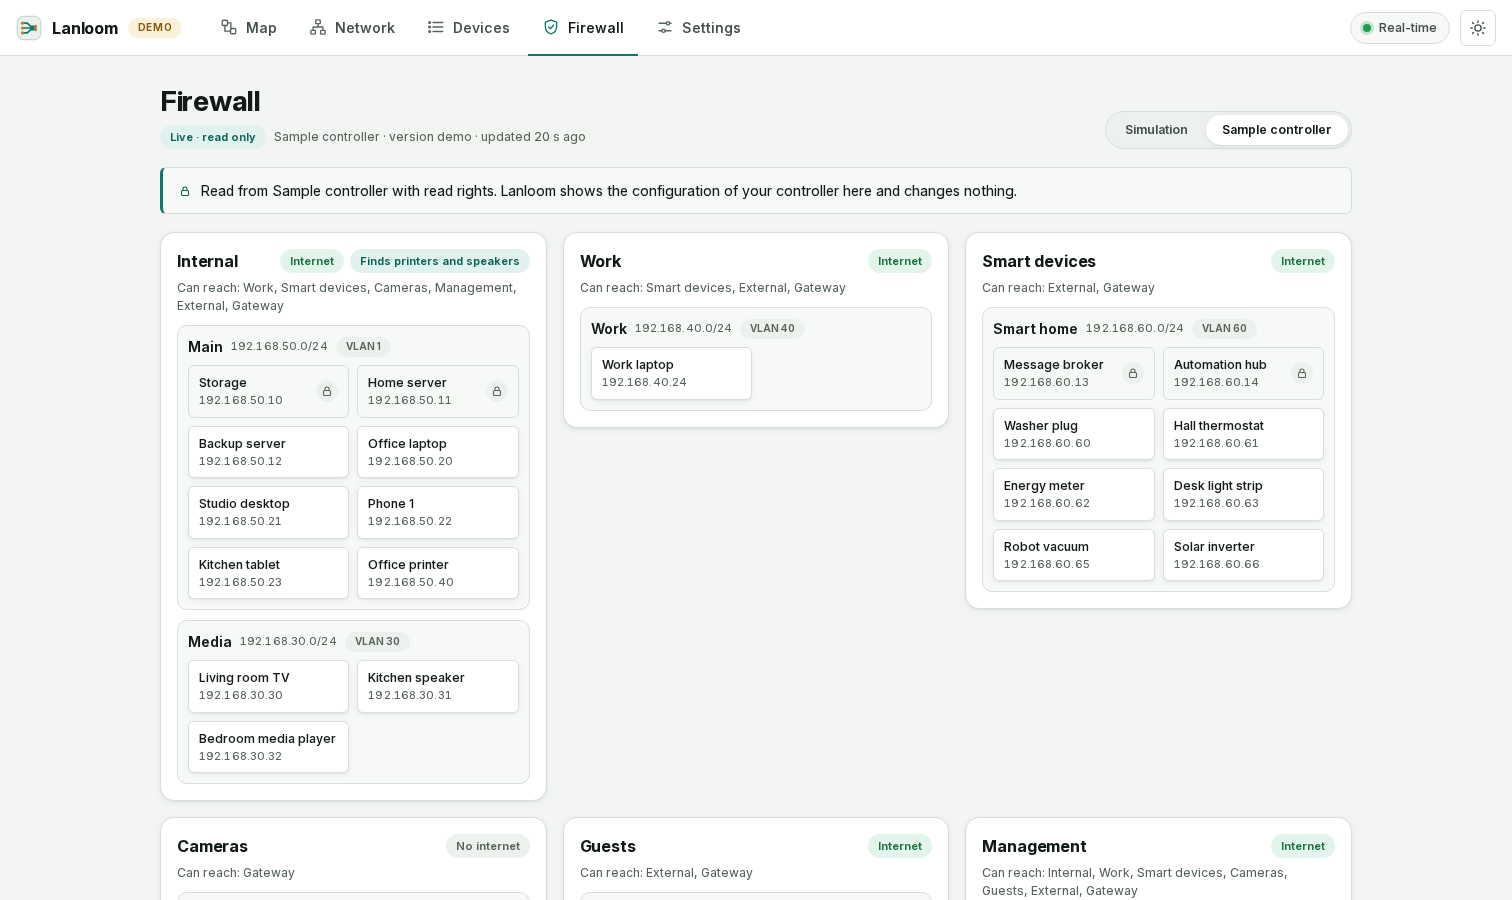 Lanloom DEMO Map Network Devices Firewall Settings Real-time
Firewall
Live · read only Sample controller · version demo · updated 20 s ago
Simulation Sample controller
Read from Sample controller with read rights. Lanloom shows the configuration of your controller here and changes nothing.
Internal Internet Finds printers and speakers
Can reach: Work, Smart devices, Cameras, Management,
External, Gateway
Main 192.168.50.0/24 VLAN 1
Storage
192.168.50.10
Home server
192.168.50.11
Backup server
192.168.50.12
Office laptop
192.168.50.20
Studio desktop
192.168.50.21
Phone 1
192.168.50.22
Kitchen tablet
192.168.50.23
Office printer
192.168.50.40
Media 192.168.30.0/24 VLAN 30
Living room TV
192.168.30.30
Kitchen speaker
192.168.30.31
Bedroom media player
192.168.30.32
Work Internet
Can reach: Smart devices, External, Gateway
Work 192.168.40.0/24 VLAN 40
Work laptop
192.168.40.24
Smart devices Internet
Can reach: External, Gateway
Smart home 192.168.60.0/24 VLAN 60
Message broker
192.168.60.13
Automation hub
192.168.60.14
Washer plug
192.168.60.60
Hall thermostat
192.168.60.61
Energy meter
192.168.60.62
Desk light strip
192.168.60.63
Robot vacuum
192.168.60.65
Solar inverter
192.168.60.66
Cameras No internet
Can reach: Gateway
Guests Internet
Can reach: External, Gateway
Management Internet
Can reach: Internal, Work, Smart devices, Cameras,
Guests, External, Gateway